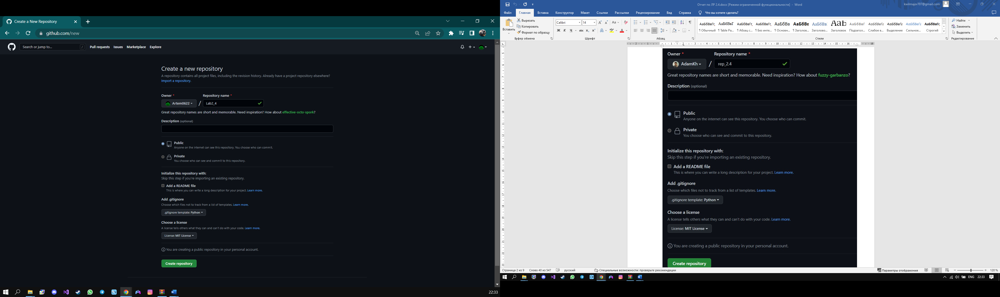 Create a New Repository
github.com/new
Search or jump to...
/
Pull requests
Issues
Marketplace
Explore
Create a new repository
A repository contains all project files, including the revision history. Already have a project repository elsewhere?
Import a repository.
Owner *
Repository name *
Artem0622
/
Lab2_4
Great repository names are short and memorable. Need inspiration? How about effective-octo-spork?
Description (optional)
Public
Anyone on the internet can see this repository. You choose who can commit.
Private
You choose who can see and commit to this repository.
Initialize this repository with:
Skip this step if you're importing an existing repository.
Add a README file
This is where you can write a long description for your project. Learn more.
Add .gitignore
Choose which files not to track from a list of templates. Learn more.
.gitignore template: Python
Choose a license
A license tells others what they can and can't do with your code. Learn more.
License: MIT License
You are creating a public repository in your personal account.
Create repository
22:33
Отчет по ЛР 2.4.docx [Режим ограниченной функциональности] - Word
kwilmajor707@gmail.com
Файл
Главная
Вставка
Конструктор
Макет
Ссылки
Рассылки
Рецензирование
Вид
Справка
Что вы хотите сделать?
Вставить
Вырезать
Копировать
Формат по образцу
Буфер обмена
Calibri
14
Ж К Ч abc x₂ x²
Шрифт
Абзац
АаБбВвГг, АаБбВвГ АаБбВвГг, АаБбВвГг, АаБбВв АаБбВв АаБбВв АаБ АаБбВвГ АаБбВвГг АаБбВвГг АаБбВвГг АаБбВвГг,
¶ Обычный ¶ Table Pa... ¶ Абзац с... ¶ Без инте... ¶ Основн... ¶ Заголов... Заголово... Заголовок Подзагол... Слабое в... Выделение Сильное... Строгий
Стили
Найти
Заменить
Выделить
Редактирование
Owner *
Repository name *
AdamKh
/
rep_2.4
Great repository names are short and memorable. Need inspiration? How about fuzzy-garbanzo?
Description (optional)
Public
Anyone on the internet can see this repository. You choose who can commit.
Private
You choose who can see and commit to this repository.
Initialize this repository with:
Skip this step if you're importing an existing repository.
Add a README file
This is where you can write a long description for your project. Learn more.
Add .gitignore
Choose which files not to track from a list of templates. Learn more.
.gitignore template: Python
Choose a license
A license tells others what they can and can't do with your code. Learn more.
License: MIT License
You are creating a public repository in your personal account.
Create repository
Страница 2 из 9
Слово 40 из 547
русский
Специальные возможности: проверьте рекомендации
Параметры отображения
120 %
ENG
22:33